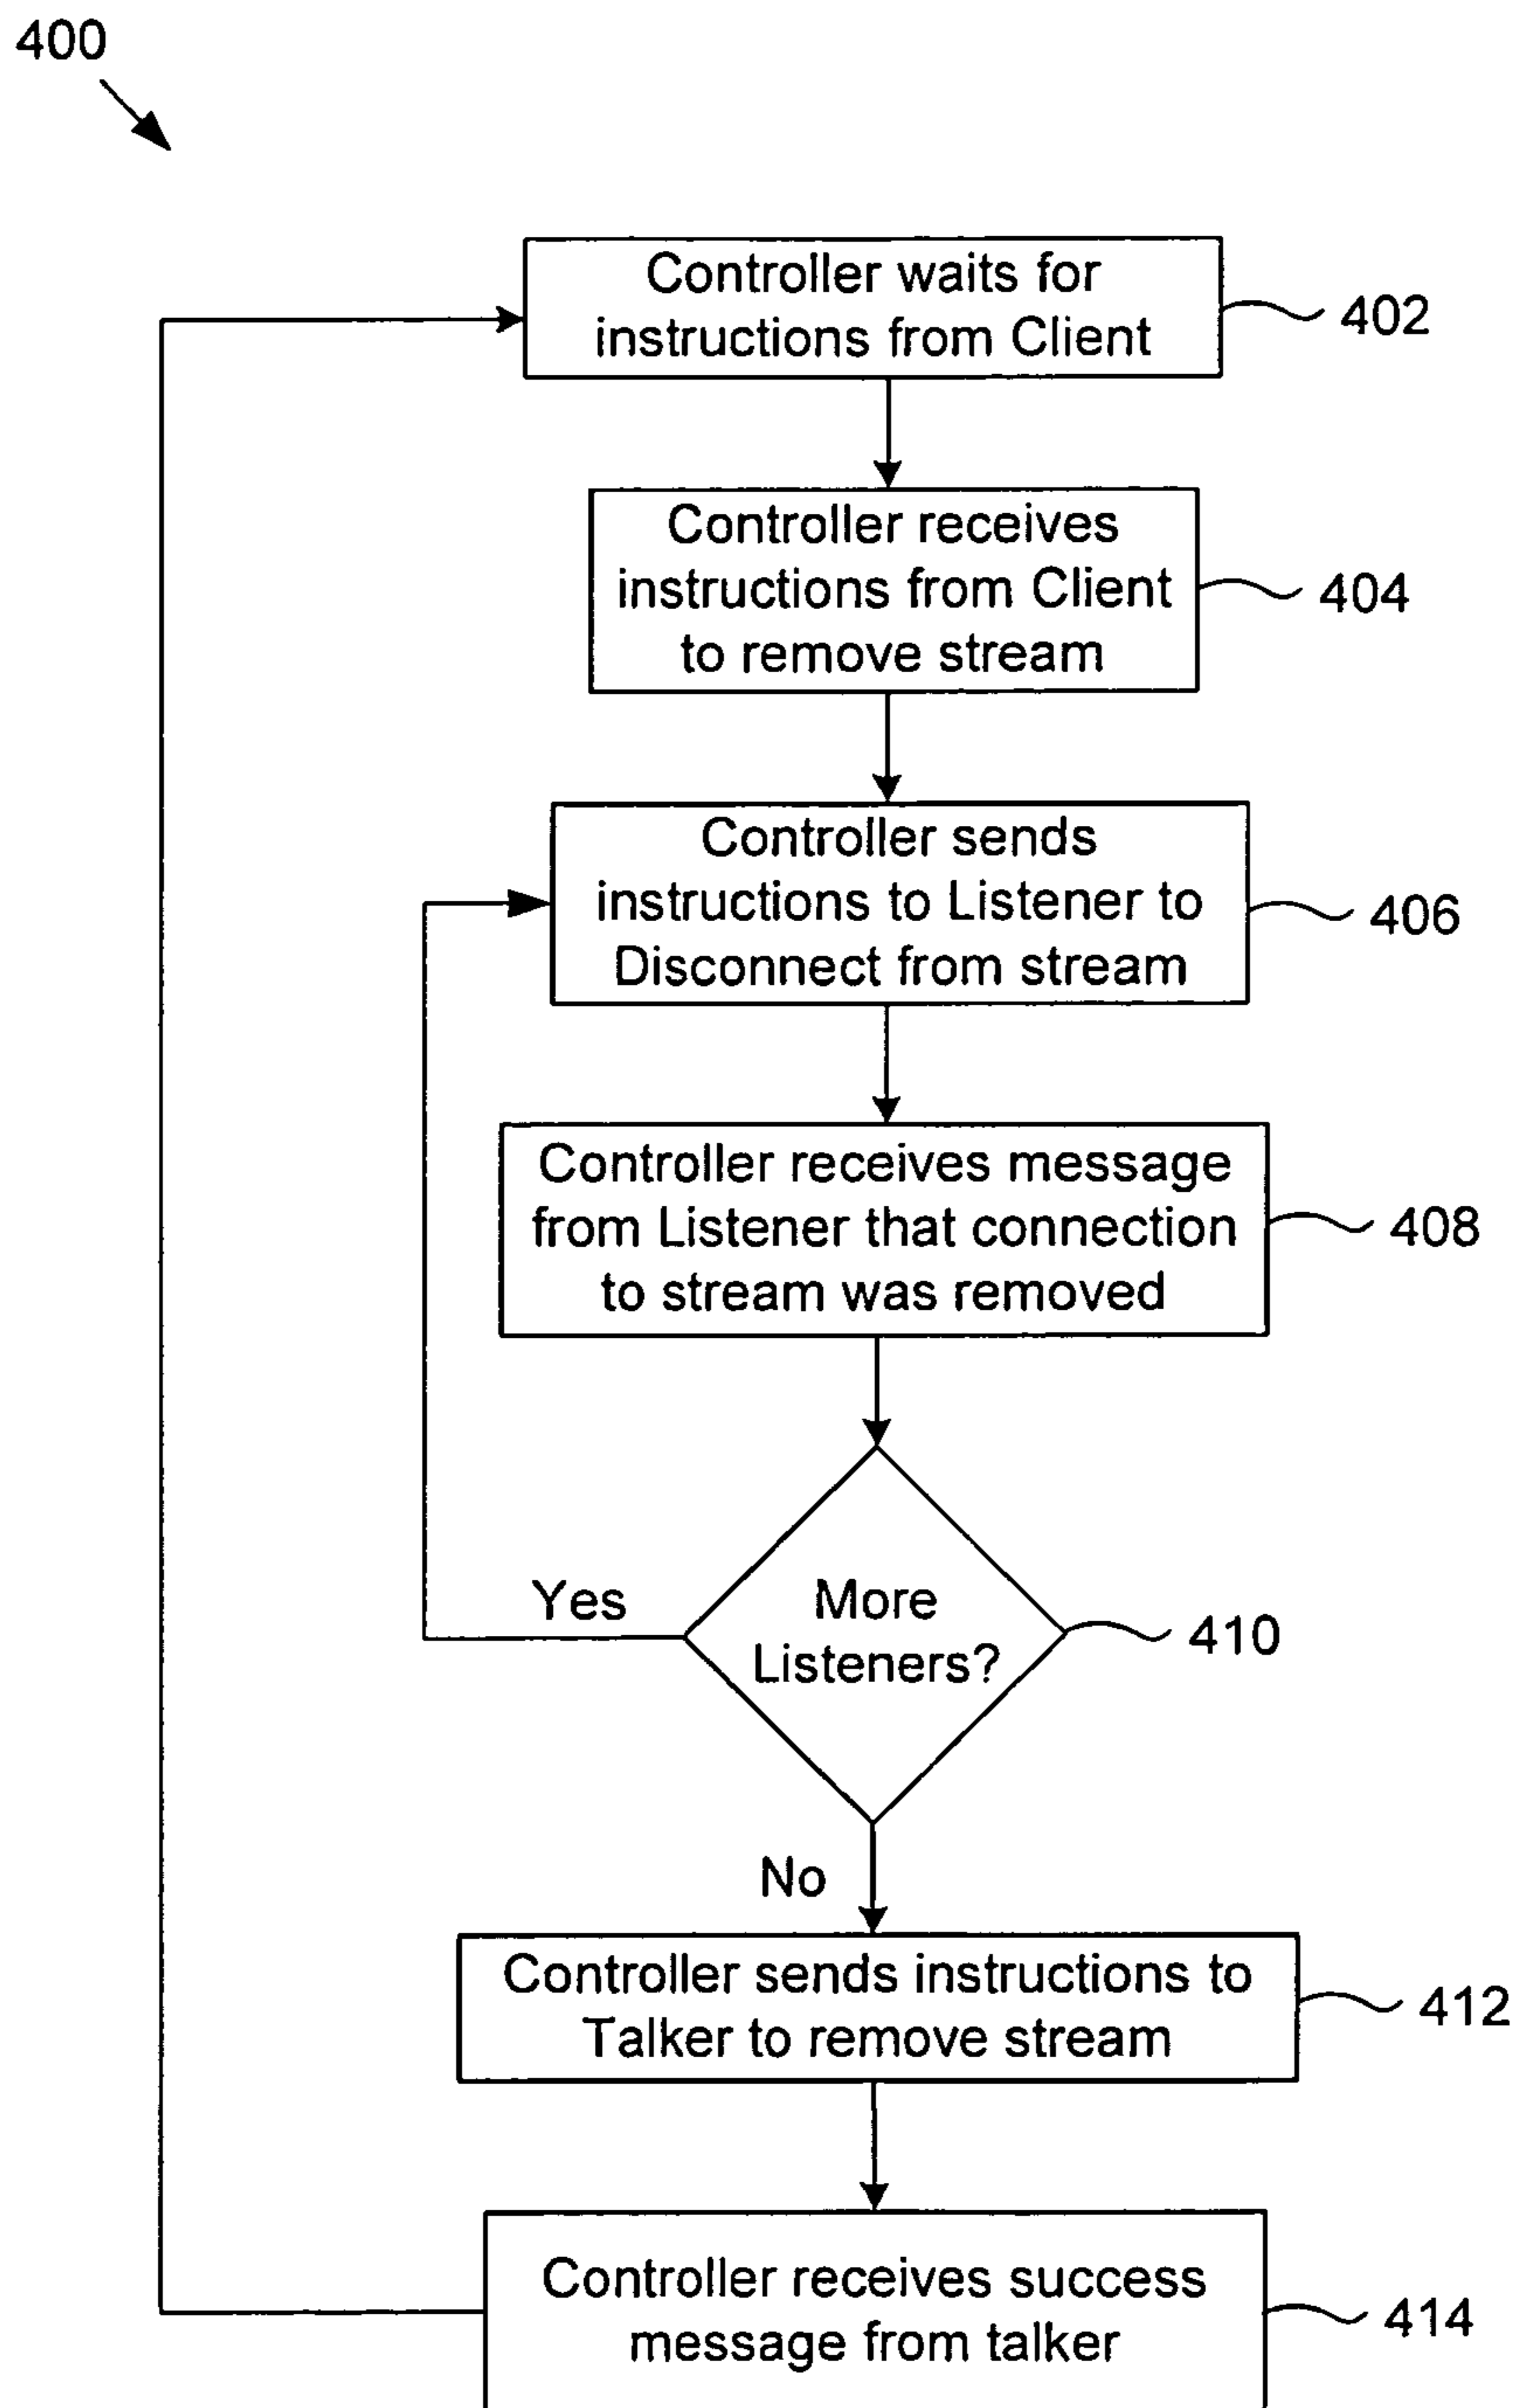 400
Controller waits for
instructions from Client
402
Controller receives
instructions from Client
to remove stream
404
Controller sends
instructions to Listener to
Disconnect from stream
406
Controller receives message
from Listener that connection
to stream was removed
408
More
Listeners?
410
Yes
No
Controller sends instructions to
Talker to remove stream
412
Controller receives success
message from talker
414